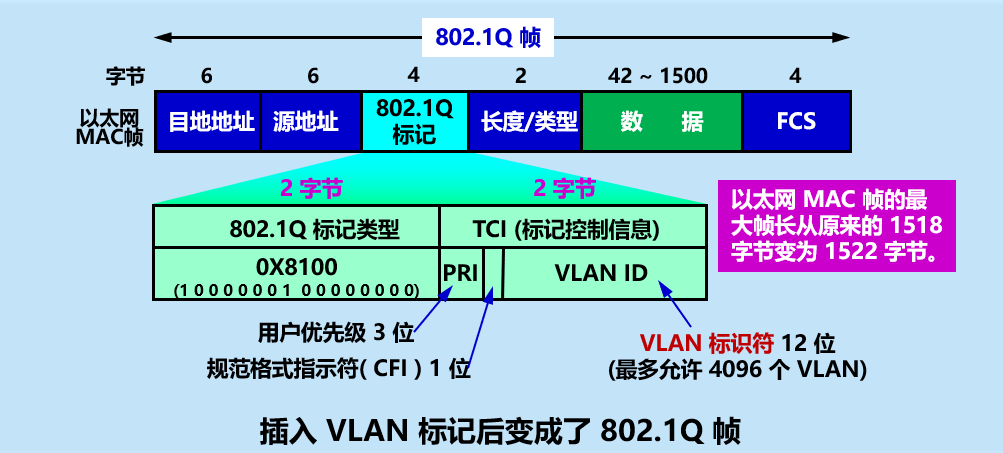 802.1Q 帧
字节 6 6 4 2 42 ~ 1500 4
以太网
MAC帧
目地地址 源地址 802.1Q
标记 长度/类型 数 据 FCS
2 字节 2 字节
802.1Q 标记类型 TCI (标记控制信息)
0X8100
(1 0 0 0 0 0 0 1 0 0 0 0 0 0 0 0)
PRI VLAN ID
以太网 MAC 帧的最
大帧长从原来的 1518
字节变为 1522 字节。
用户优先级 3 位
规范格式指示符( CFI ) 1 位
VLAN 标识符 12 位
(最多允许 4096 个 VLAN)
插入 VLAN 标记后变成了 802.1Q 帧